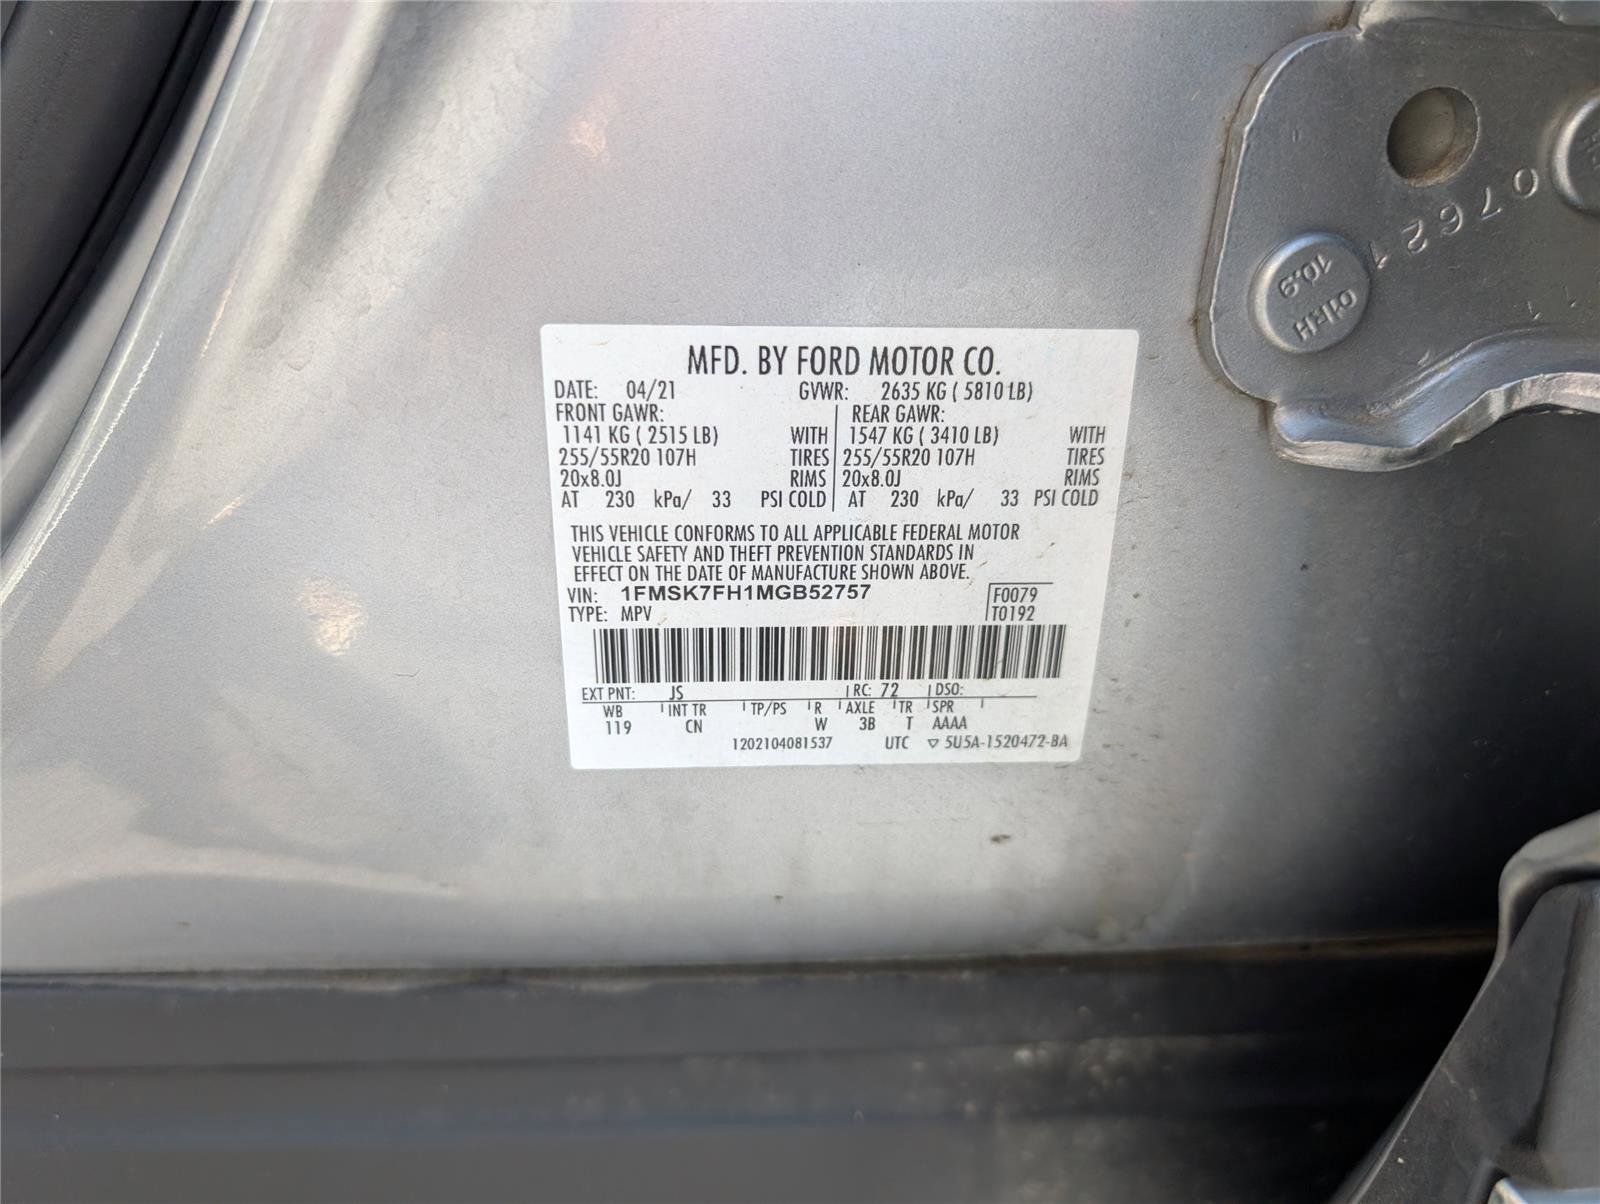 MFD. BY FORD MOTOR CO.
DATE: 04/21 GVWR: 2635 KG ( 5810 LB)
FRONT GAWR: REAR GAWR:
1141 KG ( 2515 LB) WITH 1547 KG ( 3410 LB) WITH
255/55R20 107H TIRES 255/55R20 107H TIRES
20x8.0J RIMS 20x8.0J RIMS
AT 230 kPa/ 33 PSI COLD AT 230 kPa/ 33 PSI COLD
THIS VEHICLE CONFORMS TO ALL APPLICABLE FEDERAL MOTOR
VEHICLE SAFETY AND THEFT PREVENTION STANDARDS IN
EFFECT ON THE DATE OF MANUFACTURE SHOWN ABOVE.
VIN: 1FMSK7FH1MGB52757 F0079
TYPE: MPV T0192
EXT PNT: JS RC: 72 DSO:
WB INT TR TP/PS R AXLE TR SPR
119 CN W 3B T AAAA
1202104081537 UTC ▽ 5U5A-1520472-BA
07621
10.9